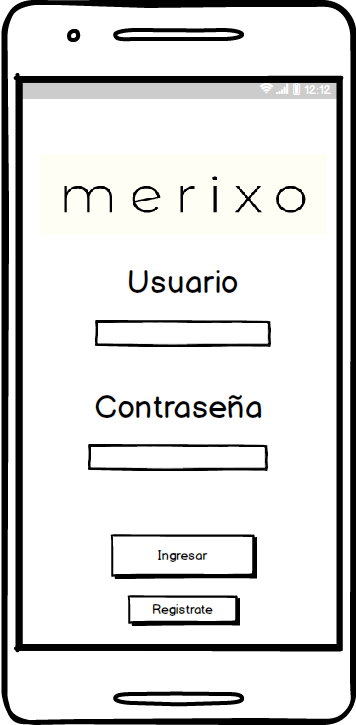 12:12
merixo
Usuario
Contraseña
Ingresar
Registrate